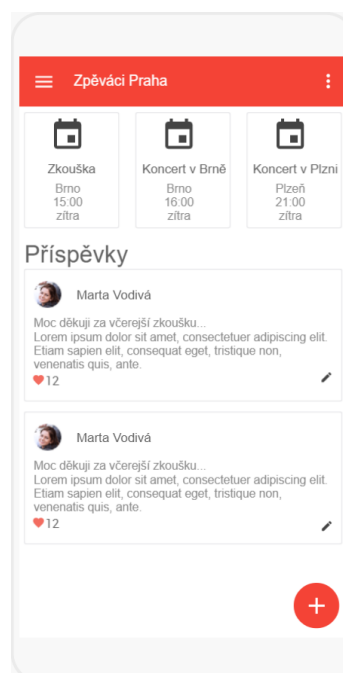 Zpěváci Praha
Zkouška
Brno
15:00
zítra
Koncert v Brně
Brno
16:00
zítra
Koncert v Plzni
Plzeň
21:00
zítra
Příspěvky
Marta Vodivá
Moc děkuji za včerejší zkoušku...
Lorem ipsum dolor sit amet, consectetuer adipiscing elit.
Etiam sapien elit, consequat eget, tristique non,
venenatis quis, ante.
12
Marta Vodivá
Moc děkuji za včerejší zkoušku...
Lorem ipsum dolor sit amet, consectetuer adipiscing elit.
Etiam sapien elit, consequat eget, tristique non,
venenatis quis, ante.
12